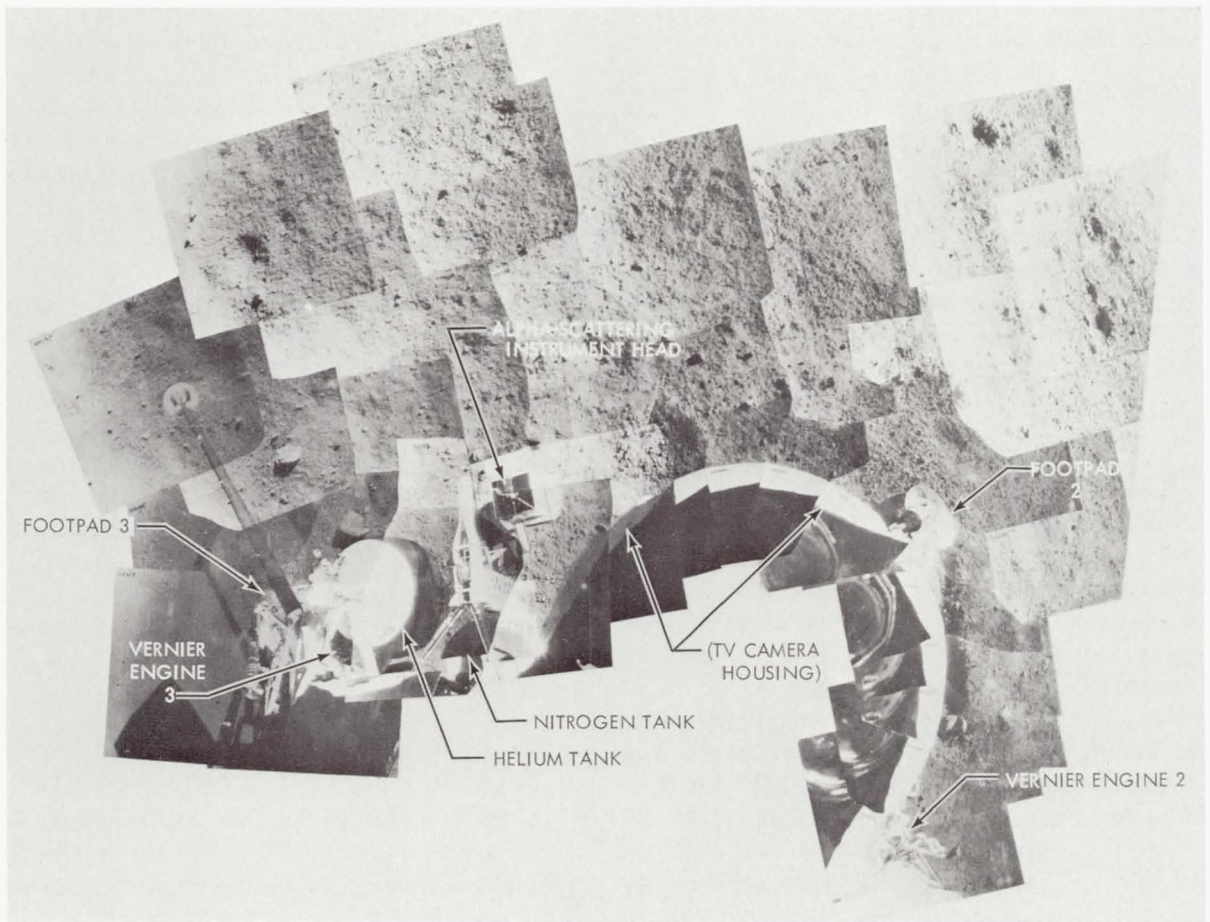 ALPHA-SCATTERING
INSTRUMENT HEAD
FOOTPAD
2
FOOTPAD 3
VERNIER
ENGINE
3
(TV CAMERA
HOUSING)
NITROGEN TANK
HELIUM TANK
VERNIER ENGINE 2